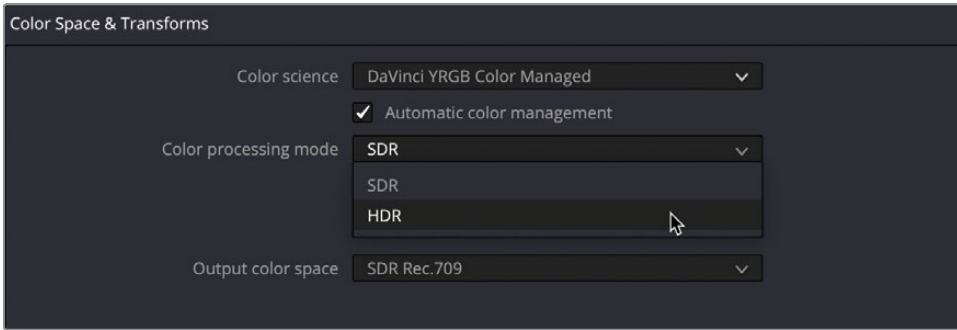 Color Space & Transforms
Color science DaVinci YRGB Color Managed
Automatic color management
Color processing mode SDR
SDR
HDR
Output color space SDR Rec.709